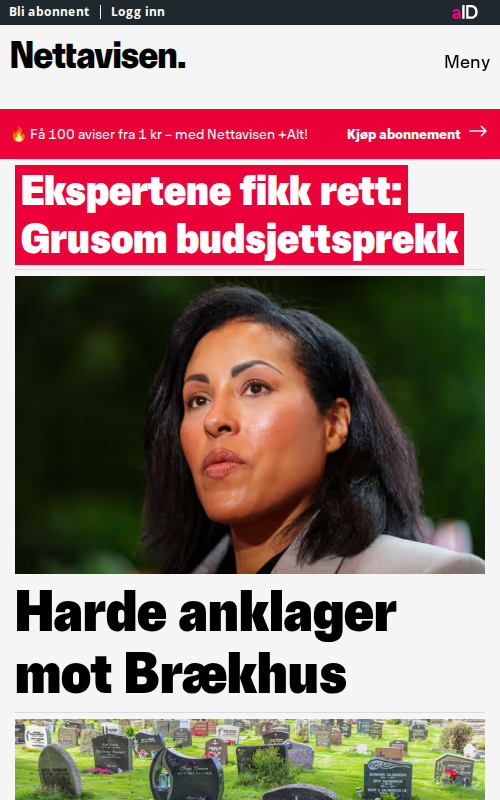 Bli abonnent
Logg inn
aID
Nettavisen.
Meny
🔥 Få 100 aviser fra 1 kr – med Nettavisen +Alt!
Kjøp abonnement →
Ekspertene fikk rett:
Grusom budsjettsprekk
Harde anklager
mot Brækhus